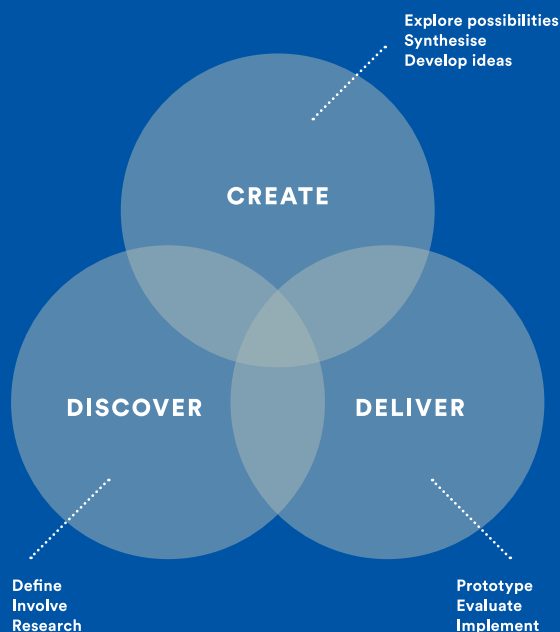 Explore possibilities
Synthesise
Develop ideas
CREATE
DISCOVER
DELIVER
Define
Involve
Research
Prototype
Evaluate
Implement